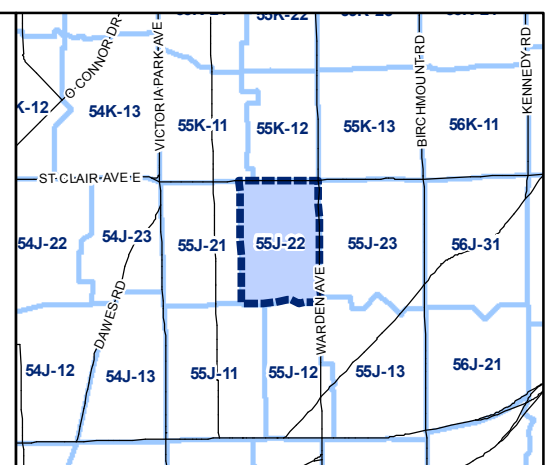 55K-22
O CONNOR DR
VICTORIA PARK AVE
BIRCHMOUNT RD
KENNEDY RD
K-12
54K-13
55K-11
55K-12
55K-13
56K-11
ST CLAIR AVE E
54J-22
54J-23
55J-21
55J-22
55J-23
56J-31
DAWES RD
WARDEN AVE
54J-12
54J-13
55J-11
55J-12
55J-13
56J-21